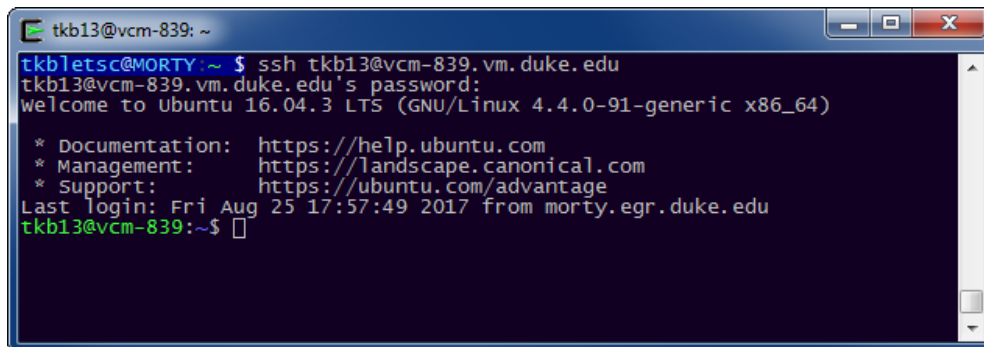 tkb13@vcm-839: ~
tkbletsc@MORTY:~ $ ssh tkb13@vcm-839.vm.duke.edu
tkb13@vcm-839.vm.duke.edu's password:
Welcome to Ubuntu 16.04.3 LTS (GNU/Linux 4.4.0-91-generic x86_64)
* Documentation: https://help.ubuntu.com
* Management: https://landscape.canonical.com
* Support: https://ubuntu.com/advantage
Last login: Fri Aug 25 17:57:49 2017 from morty.egr.duke.edu
tkb13@vcm-839:~$